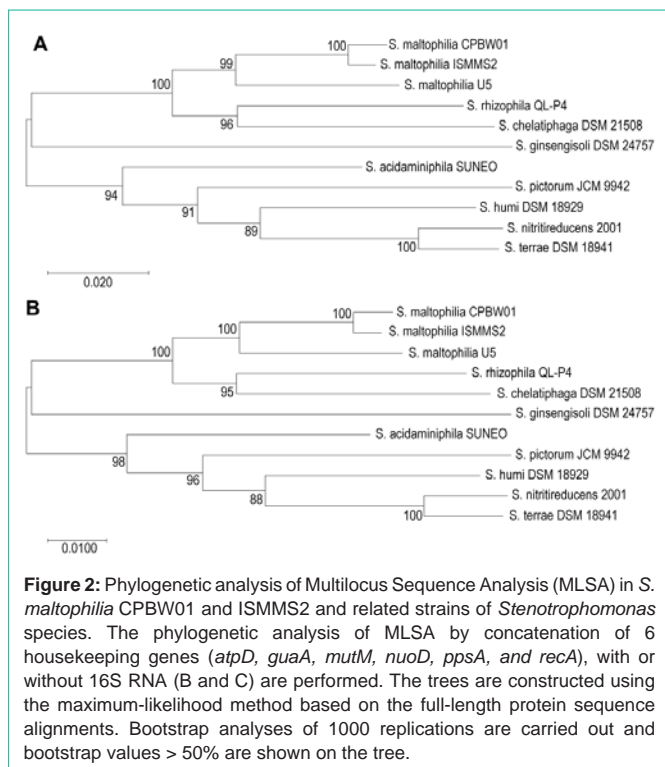 A
S. maltophilia CPBW01
100
S. maltophilia ISMMS2
99
S. maltophilia U5
100
S. rhizophila QL-P4
96
S. chelatiphaga DSM 21508
S. ginsengisoli DSM 24757
S. acidaminiphila SUNEO
94
S. pictorum JCM 9942
91
S. humi DSM 18929
89
S. nitritireducens 2001
100
S. terrae DSM 18941
0.020
B
S. maltophilia CPBW01
100
S. maltophilia ISMMS2
100
S. maltophilia U5
100
S. rhizophila QL-P4
95
S. chelatiphaga DSM 21508
S. ginsengisoli DSM 24757
S. acidaminiphila SUNEO
98
S. pictorum JCM 9942
96
S. humi DSM 18929
88
S. nitritireducens 2001
100
S. terrae DSM 18941
0.0100
Figure 2: Phylogenetic analysis of Multilocus Sequence Analysis (MLSA) in S.
maltophilia CPBW01 and ISMMS2 and related strains of Stenotrophomonas
species. The phylogenetic analysis of MLSA by concatenation of 6
housekeeping genes (atpD, guaA, mutM, nuoD, ppsA, and recA), with or
without 16S RNA (B and C) are performed. The trees are constructed using
the maximum-likelihood method based on the full-length protein sequence
alignments. Bootstrap analyses of 1000 replications are carried out and
bootstrap values > 50% are shown on the tree.